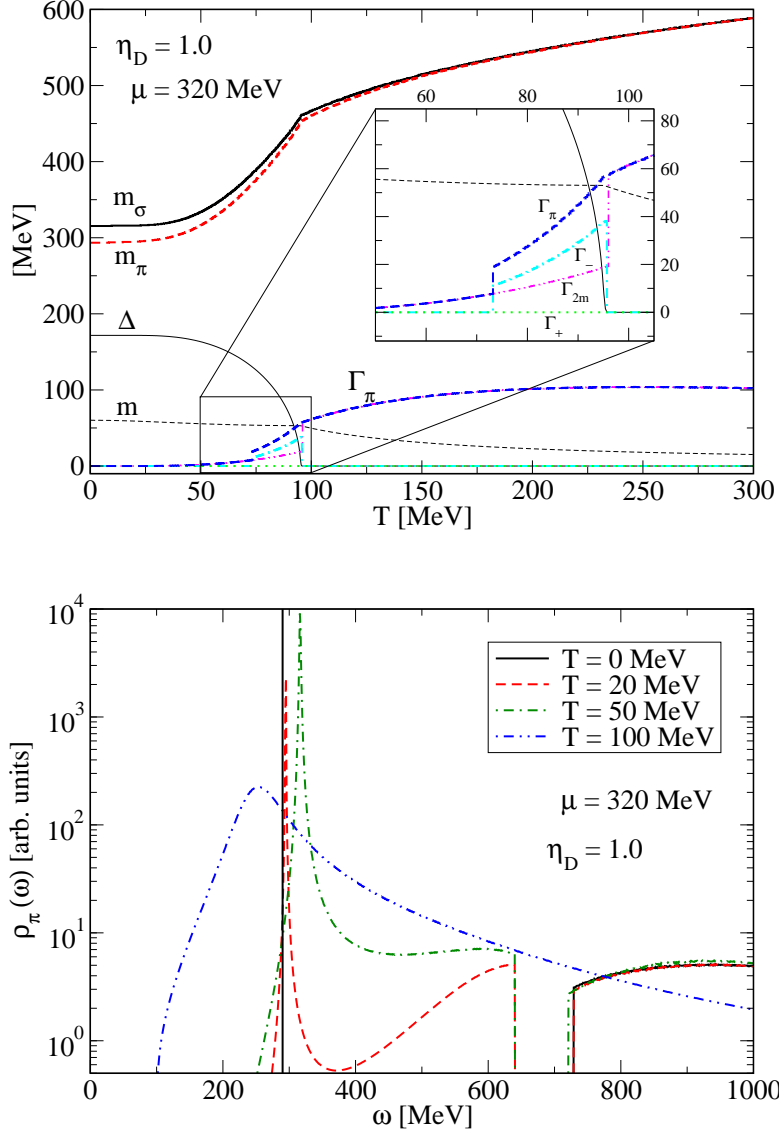 600
500
400
300
200
100
0
[MeV]
η_D = 1.0
μ = 320 MeV
m_σ
m_π
Δ
m
Γ_π
60 80 100
80
60
40
20
0
Γ_π
Γ_−
Γ_2m
Γ_+
0 50 100 150 200 250 300
T [MeV]
10^4
10^3
10^2
10^1
10^0
ρ_π(ω) [arb. units]
T = 0 MeV
T = 20 MeV
T = 50 MeV
T = 100 MeV
μ = 320 MeV
η_D = 1.0
0 200 400 600 800 1000
ω [MeV]